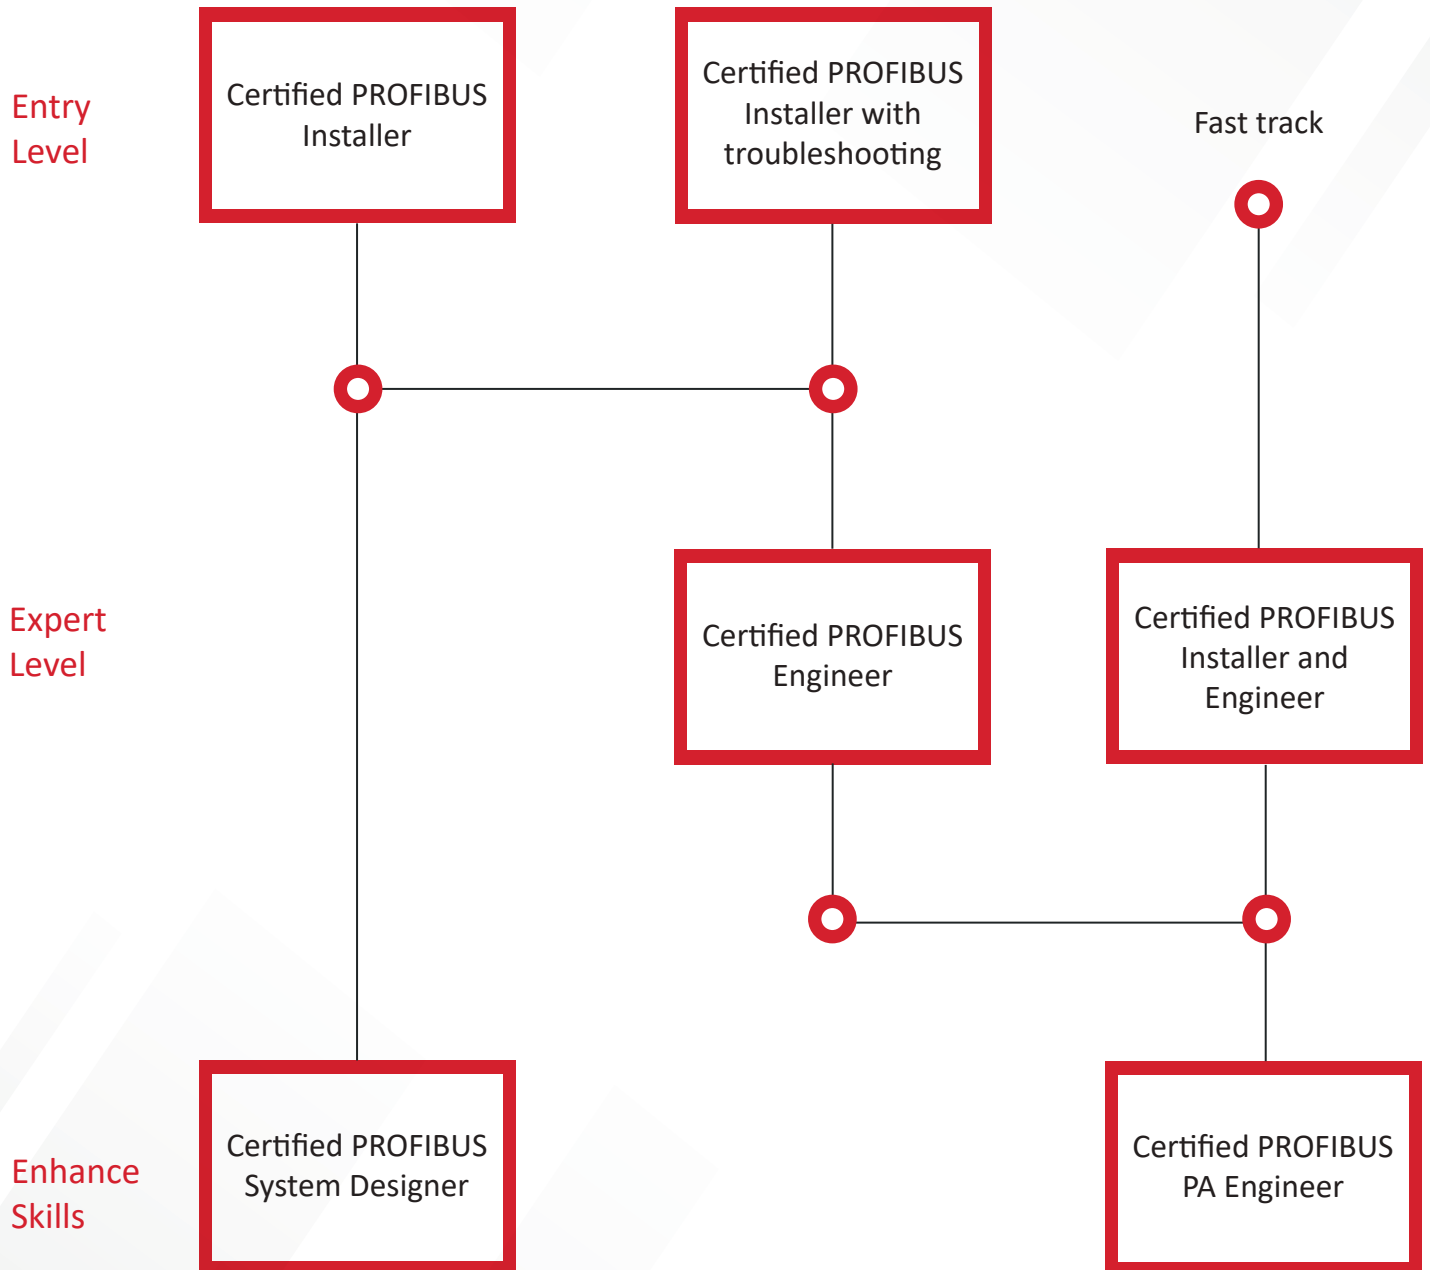 Entry
Level
Certified PROFIBUS
Installer
Certified PROFIBUS
Installer with
troubleshooting
Fast track
Expert
Level
Certified PROFIBUS
Engineer
Certified PROFIBUS
Installer and
Engineer
Enhance
Skills
Certified PROFIBUS
System Designer
Certified PROFIBUS
PA Engineer